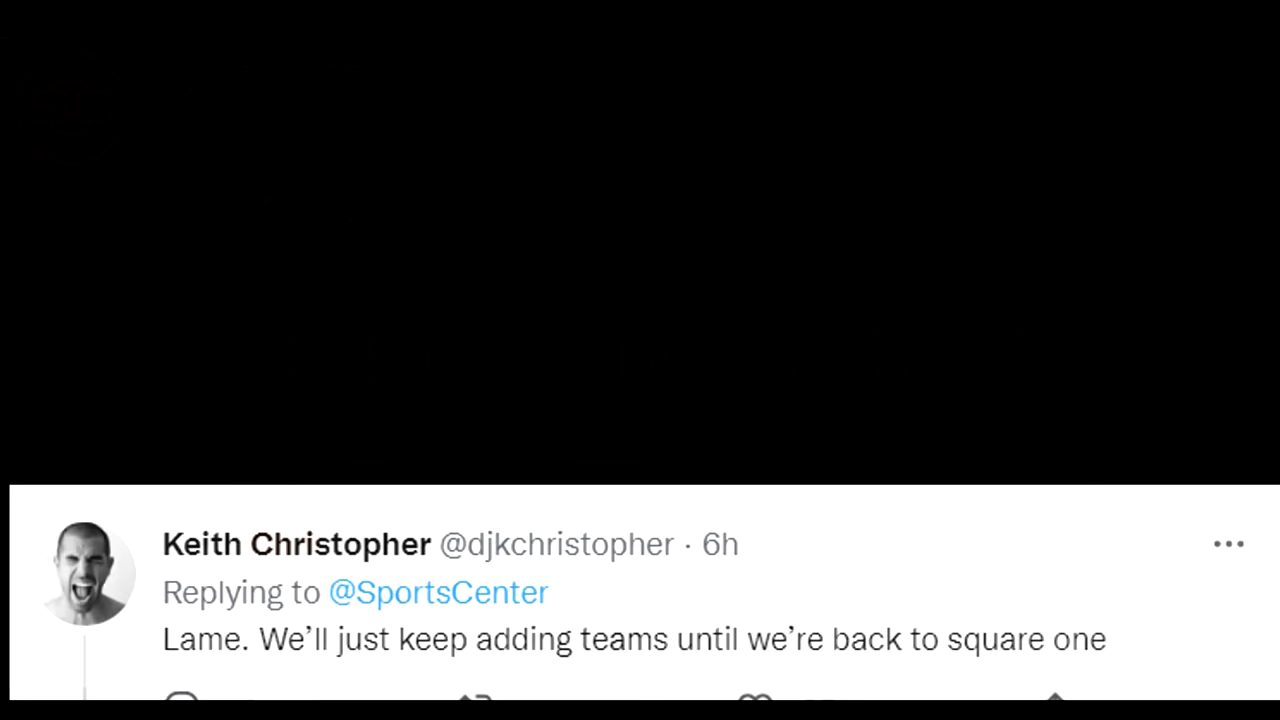 Keith Christopher @djkchristopher · 6h
Replying to @SportsCenter
Lame. We’ll just keep adding teams until we’re back to square one